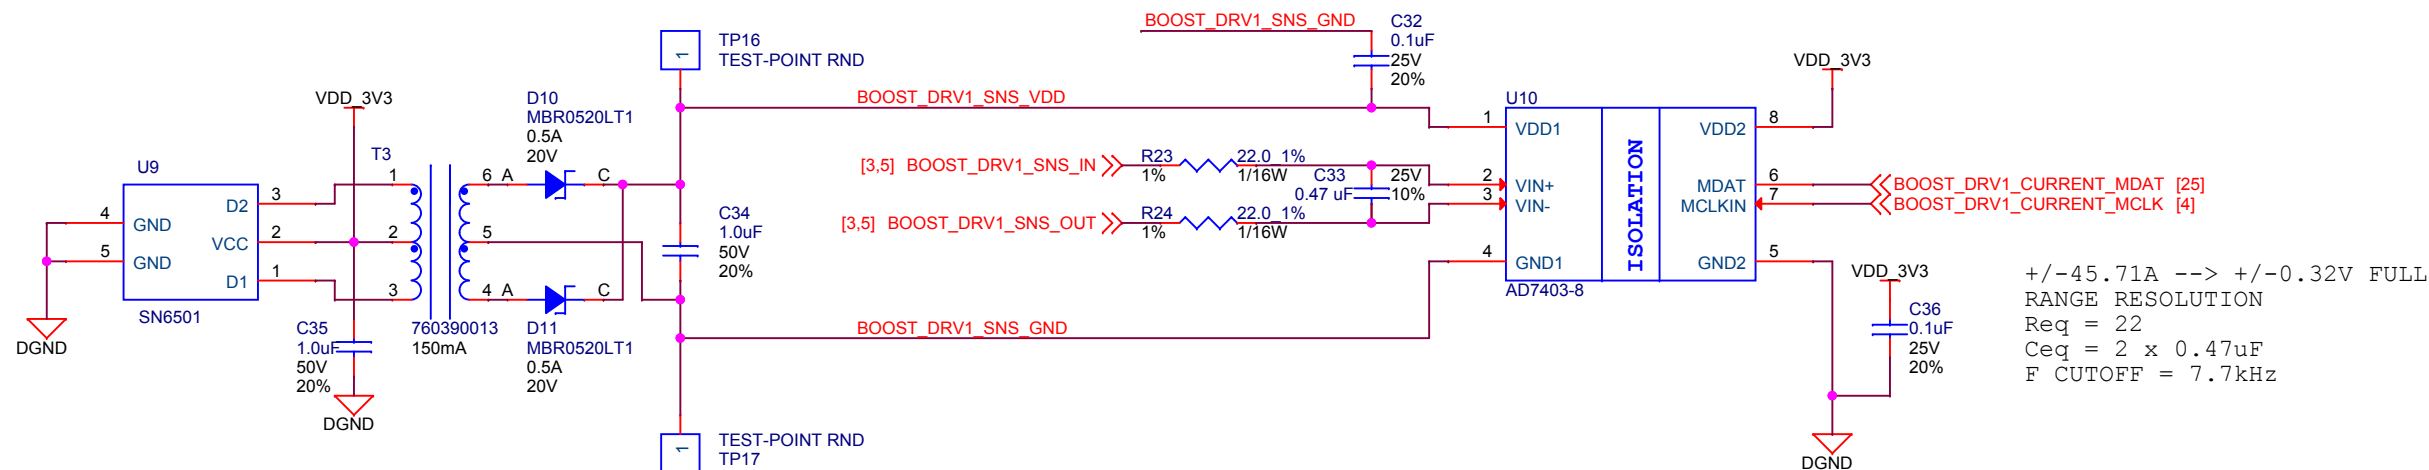 BOOST_DRV1_SNS_GND
C32
0.1uF
25V
20%
TP16
TEST-POINT RND
1
VDD_3V3
VDD_3V3
D10
MBR0520LT1
0.5A
20V
BOOST_DRV1_SNS_VDD
U10
1
VDD1
VDD2
8
ISOLATION
T3
U9
[3,5] BOOST_DRV1_SNS_IN
R23
1%
22.0_1%
1/16W
C33
0.47 uF
25V
10%
2
VIN+
3
VIN-
MDAT
6
MCLKIN
7
BOOST_DRV1_CURRENT_MDAT [25]
BOOST_DRV1_CURRENT_MCLK [4]
1
6
A
C
D2
3
4
GND
VCC
2
2
5
5
GND
D1
1
3
4
A
C
C34
1.0uF
50V
20%
[3,5] BOOST_DRV1_SNS_OUT
R24
1%
22.0_1%
1/16W
4
GND1
GND2
5
AD7403-8
SN6501
DGND
C35
1.0uF
50V
20%
DGND
760390013
150mA
D11
MBR0520LT1
0.5A
20V
BOOST_DRV1_SNS_GND
VDD_3V3
C36
0.1uF
25V
20%
DGND
+/-45.71A --> +/-0.32V FULL
RANGE RESOLUTION
Req = 22
Ceq = 2 x 0.47uF
F CUTOFF = 7.7kHz
1
TEST-POINT RND
TP17